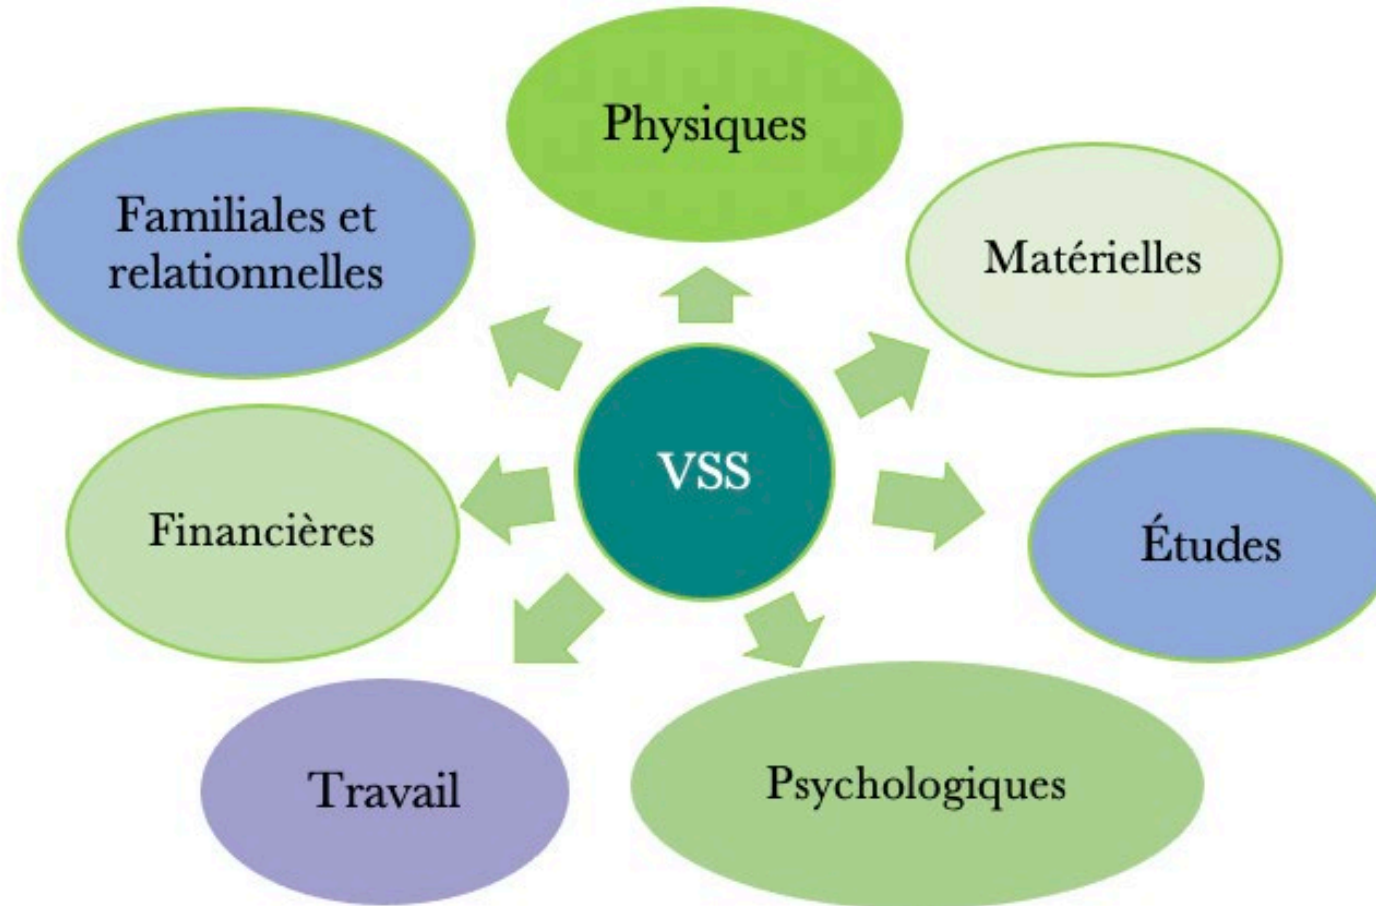 Physiques
Familiales et
relationnelles
Matérielles
VSS
Financières
Études
Travail
Psychologiques